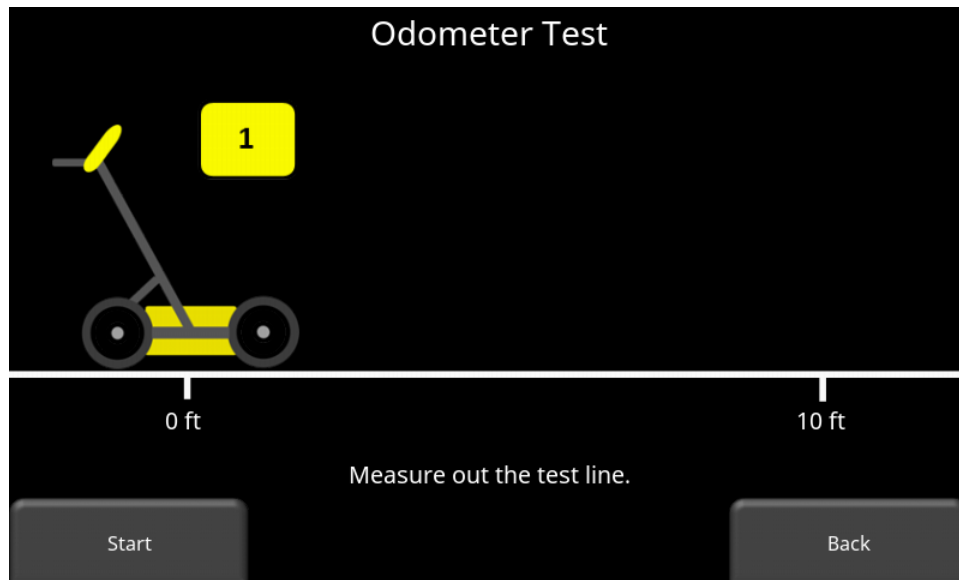 Odometer Test
1
0 ft
10 ft
Measure out the test line.
Start
Back